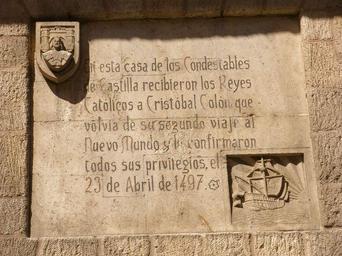 En esta casa de los Condestables
de Castilla recibieron los Reyes
Católicos a Cristóbal Colón que
volvia de su segundo viaje al
Nuevo Mundo y le confirmaron
todos sus privilegios, el
23 de Abril de 1497.